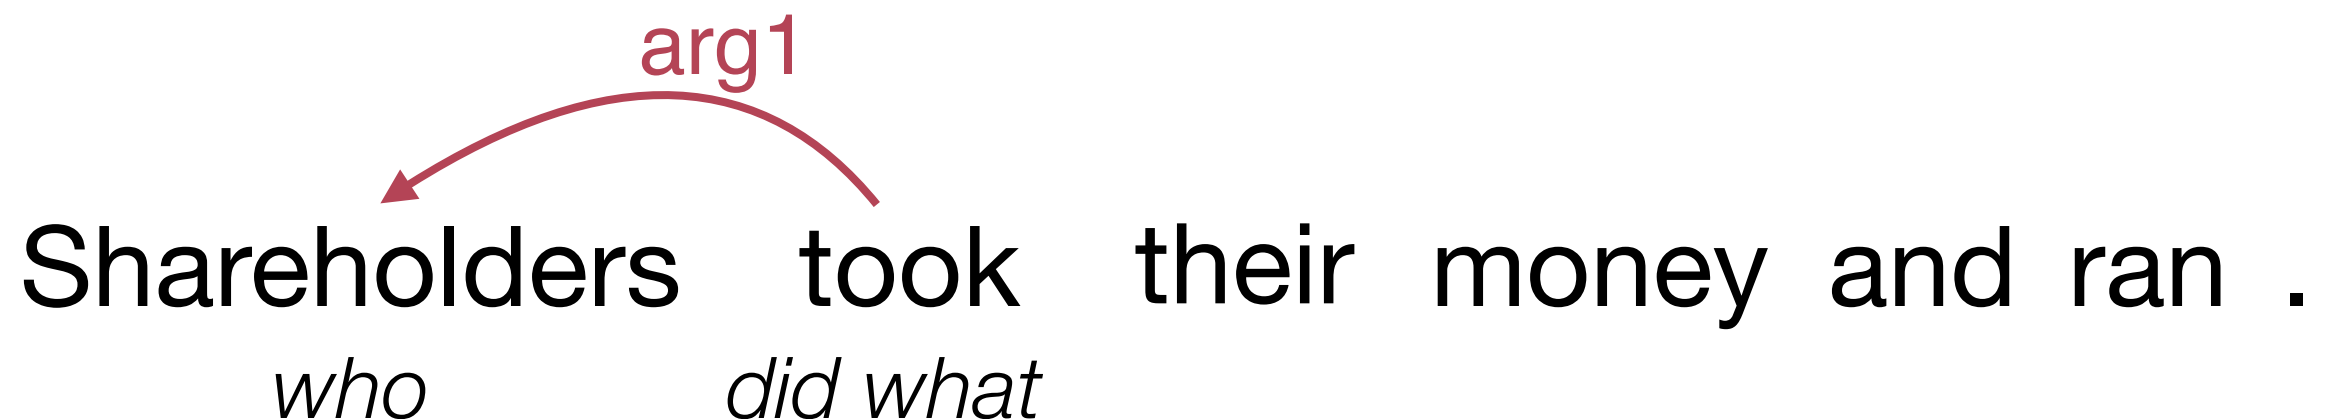 arg1
Shareholders took their money and ran .
who did what